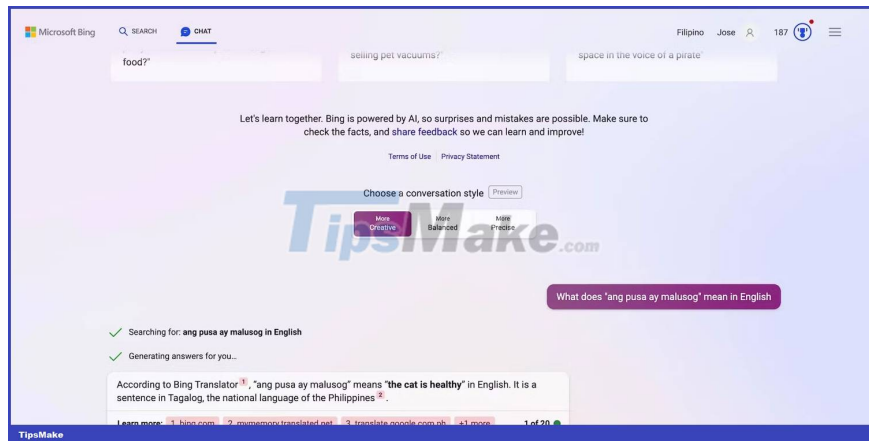 Microsoft Bing
SEARCH
CHAT
Filipino
Jose
187
food?"
selling pet vacuums?"
space in the voice of a pirate"
Let's learn together. Bing is powered by AI, so surprises and mistakes are possible. Make sure to
check the facts, and share feedback so we can learn and improve!
Terms of Use Privacy Statement
Choose a conversation style Preview
More
Creative
More
Balanced
More
Precise
TipsMake.com
What does "ang pusa ay malusog" mean in English
Searching for: ang pusa ay malusog in English
Generating answers for you…
According to Bing Translator 1 , "ang pusa ay malusog" means "the cat is healthy" in English. It is a
sentence in Tagalog, the national language of the Philippines 2 .
Learn more: 1. bing.com 2. mymemory.translated.net 3. translate.google.com.ph +1 more 1 of 20
TipsMake